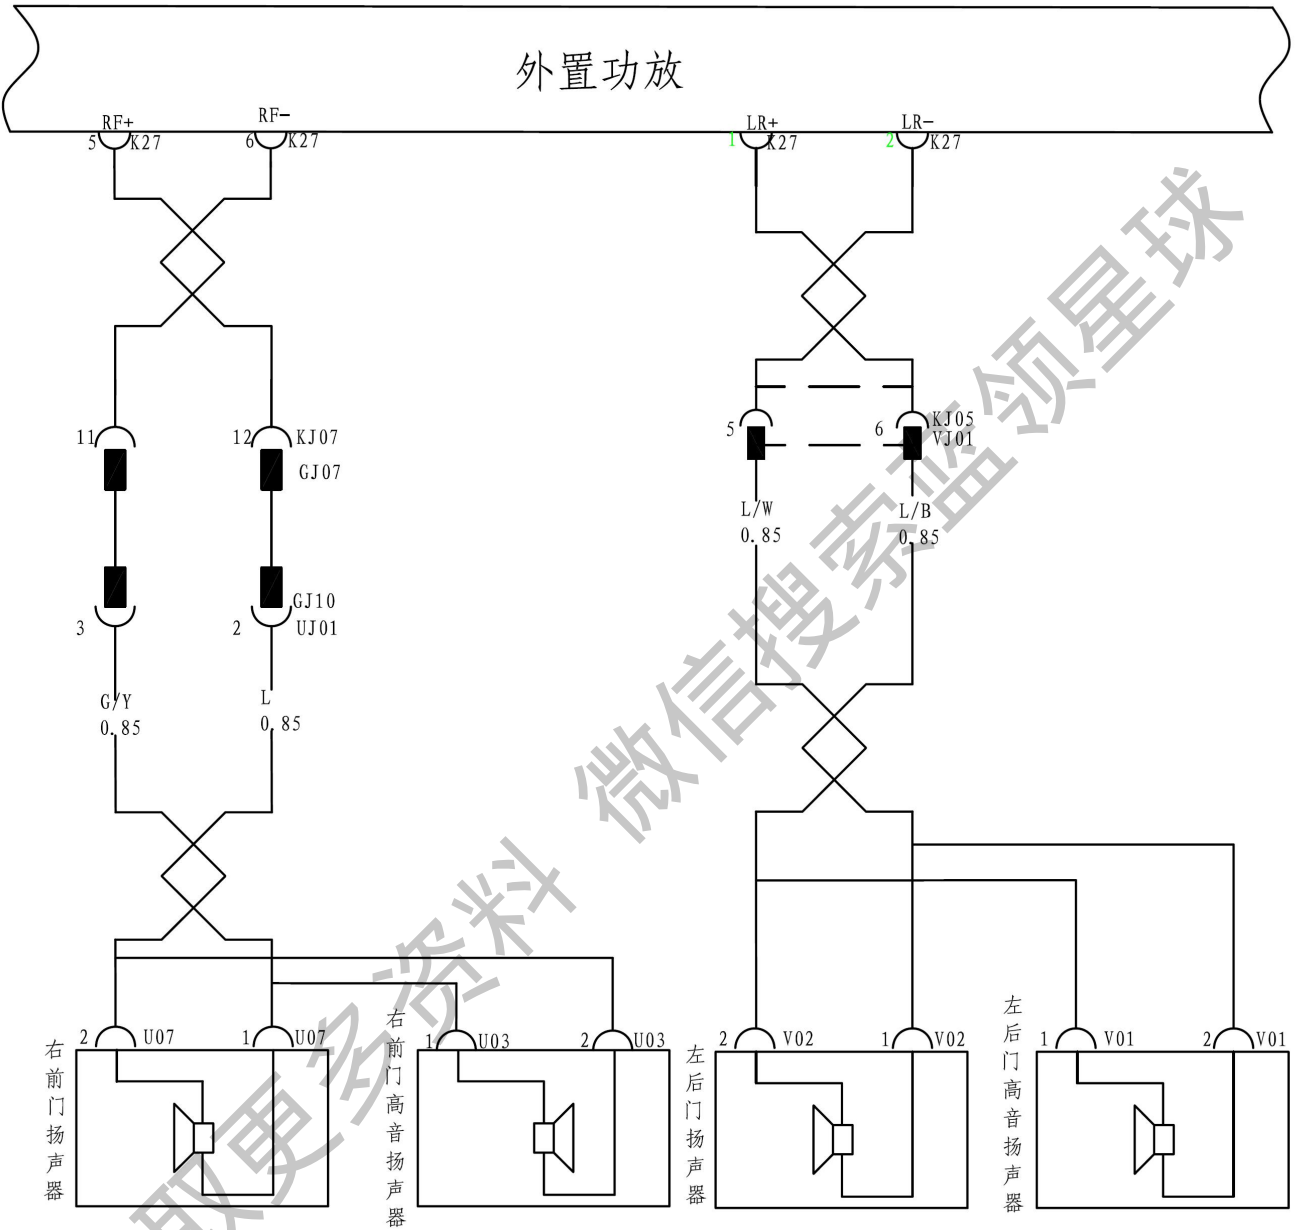 外置功放
RF+
RF-
LR+
LR-
5
K27
6
K27
1
K27
2
K27
11
12
KJ07
GJ07
5
6
KJ05
VJ01
L/W
0.85
L/B
0.85
GJ10
3
2
UJ01
G/Y
0.85
L
0.85
2
U07
1
U07
1
U03
2
U03
2
V02
1
V02
1
V01
2
V01
右前门扬声器
右前门高音扬声器
左后门扬声器
左后门高音扬声器
取更多资料 微信搜索蓝领星球